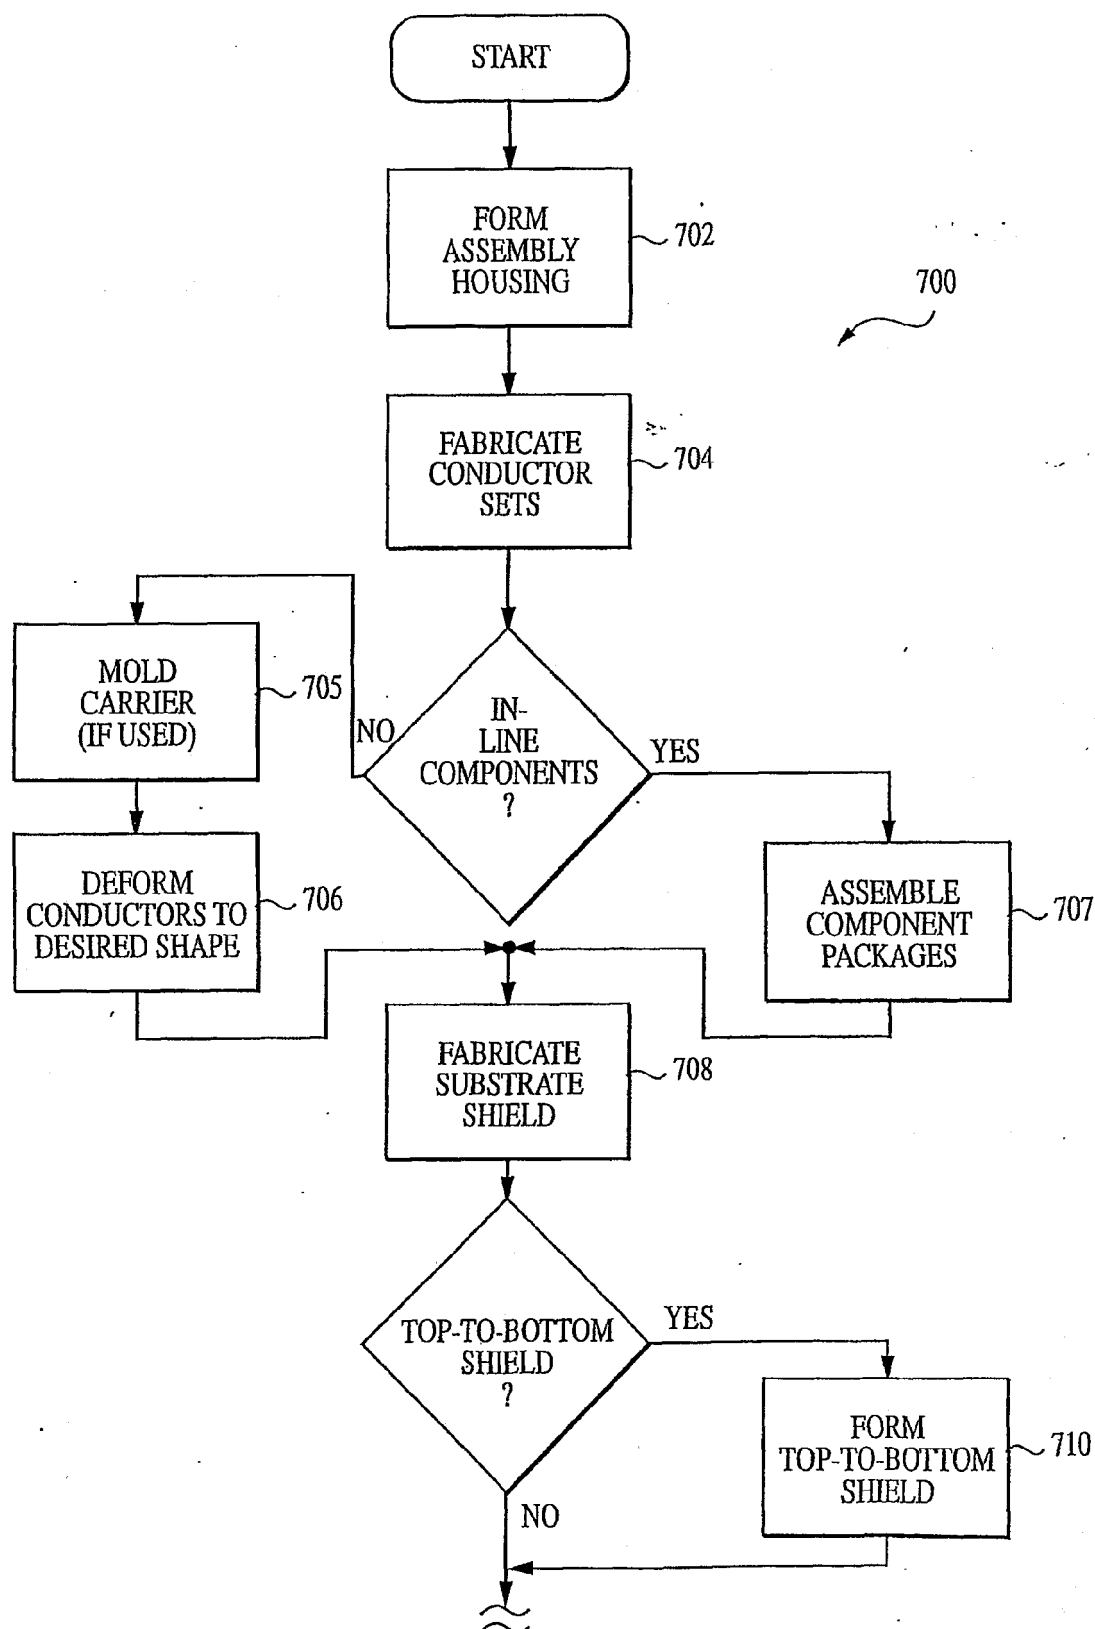 START
FORM
ASSEMBLY
HOUSING
702
700
FABRICATE
CONDUCTOR
SETS
704
MOLD
CARRIER
(IF USED)
705
NO
IN-
LINE
COMPONENTS
?
YES
DEFORM
CONDUCTORS TO
DESIRED SHAPE
706
ASSEMBLE
COMPONENT
PACKAGES
707
FABRICATE
SUBSTRATE
SHIELD
708
TOP-TO-BOTTOM
SHIELD
?
YES
FORM
TOP-TO-BOTTOM
SHIELD
710
NO